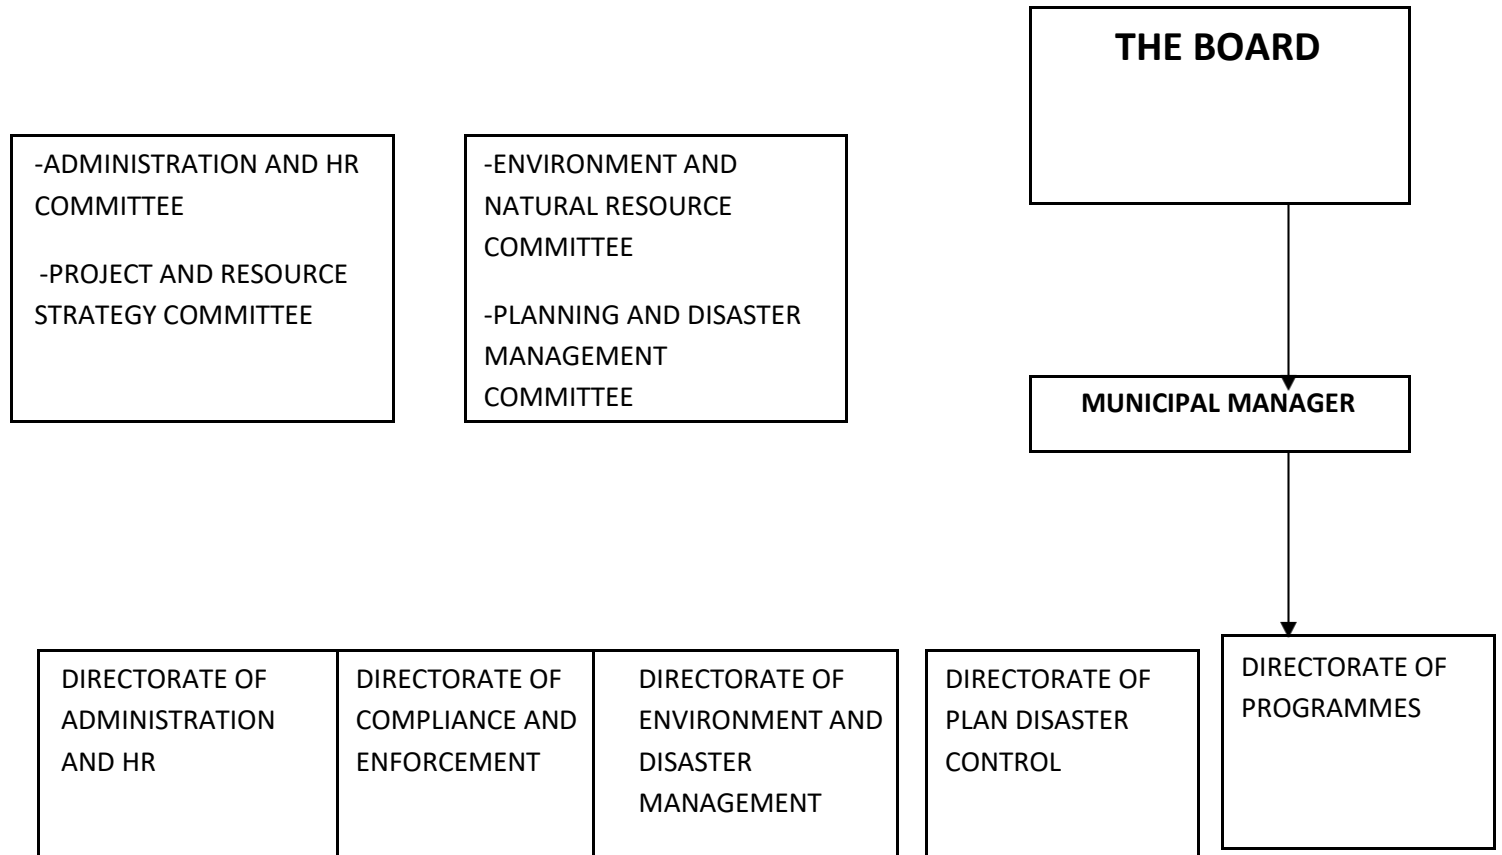 THE BOARD
-ADMINISTRATION AND HR
COMMITTEE
-PROJECT AND RESOURCE
STRATEGY COMMITTEE
-ENVIRONMENT AND
NATURAL RESOURCE
COMMITTEE
-PLANNING AND DISASTER
MANAGEMENT
COMMITTEE
MUNICIPAL MANAGER
DIRECTORATE OF
ADMINISTRATION
AND HR
DIRECTORATE OF
COMPLIANCE AND
ENFORCEMENT
DIRECTORATE OF
ENVIRONMENT AND
DISASTER
MANAGEMENT
DIRECTORATE OF
PLAN DISASTER
CONTROL
DIRECTORATE OF
PROGRAMMES